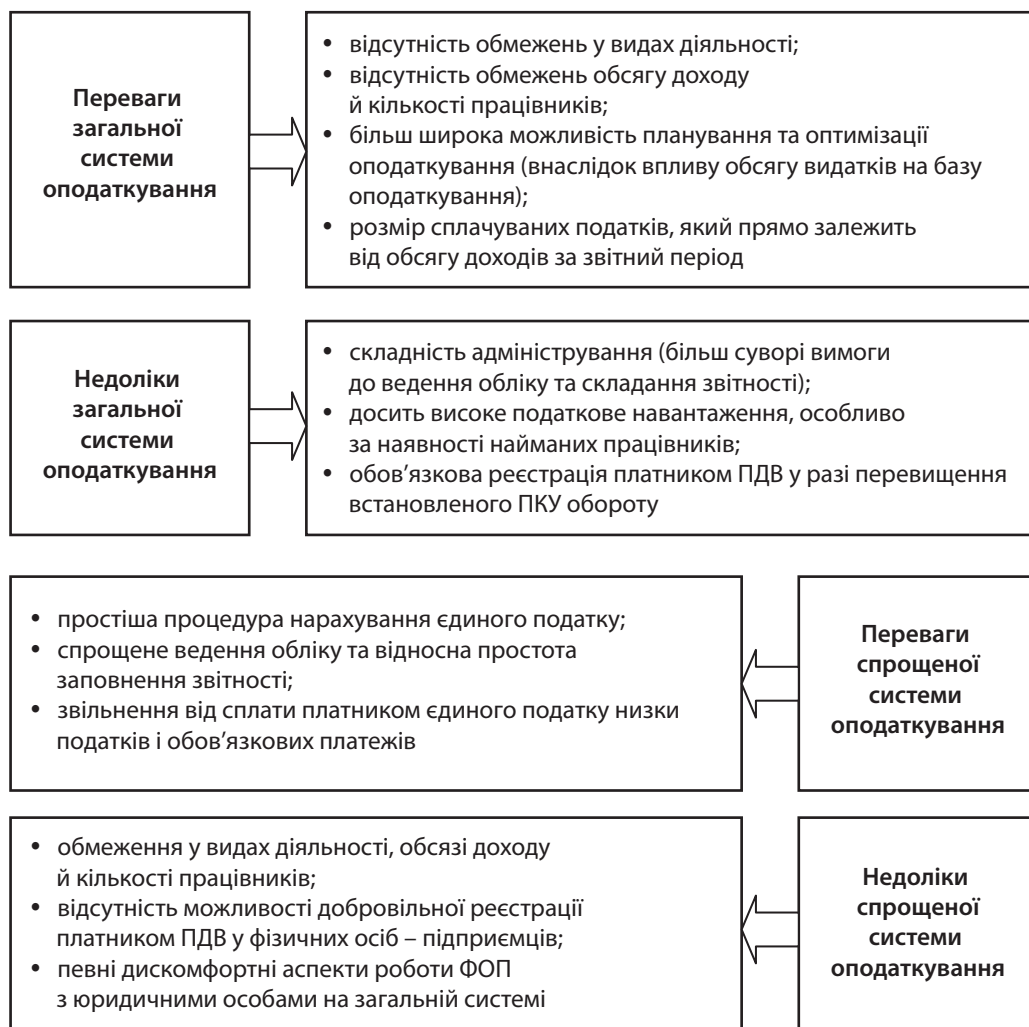 Переваги
загальної
системи
оподаткування
• відсутність обмежень у видах діяльності;
• відсутність обмежень обсягу доходу
й кількості працівників;
• більш широка можливість планування та оптимізації
оподаткування (внаслідок впливу обсягу видатків на базу
оподаткування);
• розмір сплачуваних податків, який прямо залежить
від обсягу доходів за звітний період
Недоліки
загальної
системи
оподаткування
• складність адміністрування (більш суворі вимоги
до ведення обліку та складання звітності);
• досить високе податкове навантаження, особливо
за наявності найманих працівників;
• обов’язкова реєстрація платником ПДВ у разі перевищення
встановленого ПКУ обороту
• простіша процедура нарахування єдиного податку;
• спрощене ведення обліку та відносна простота
заповнення звітності;
• звільнення від сплати платником єдиного податку низки
податків і обов’язкових платежів
Переваги
спрощеної
системи
оподаткування
• обмеження у видах діяльності, обсязі доходу
й кількості працівників;
• відсутність можливості добровільної реєстрації
платником ПДВ у фізичних осіб – підприємців;
• певні дискомфортні аспекти роботи ФОП
з юридичними особами на загальній системі
Недоліки
спрощеної
системи
оподаткування